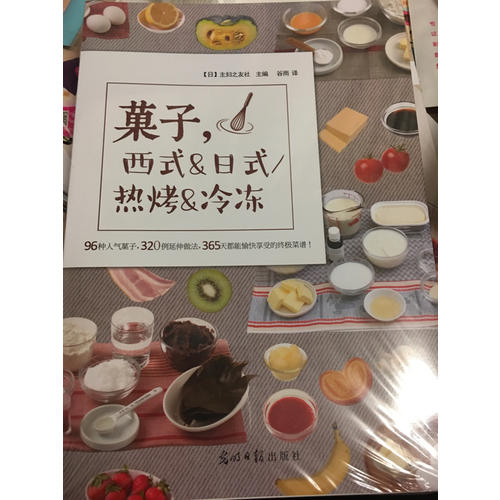 【日】主妇之友社 主编 谷雨 译
菓子,
西式&日式/
热烤&冷冻
96种人气菓子,320例延伸做法,365天都能愉快享受的终极菜谱!
光明日报出版社